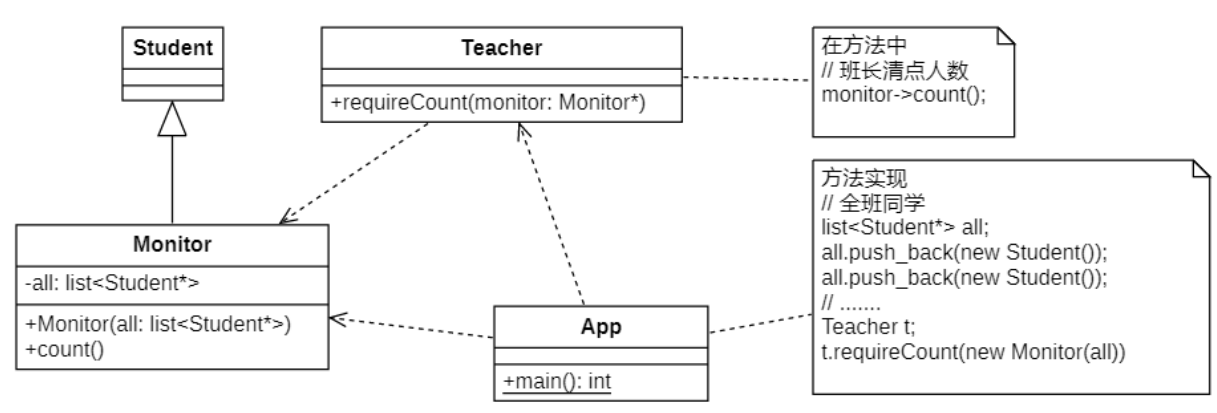 Student
Teacher
+requireCount(monitor: Monitor*)
在方法中
// 班长清点人数
monitor->count();
Monitor
-all: list<Student*>
+Monitor(all: list<Student*>)
+count()
App
+main(): int
方法实现
// 全班同学
list<Student*> all;
all.push_back(new Student());
all.push_back(new Student());
// .......
Teacher t;
t.requireCount(new Monitor(all))